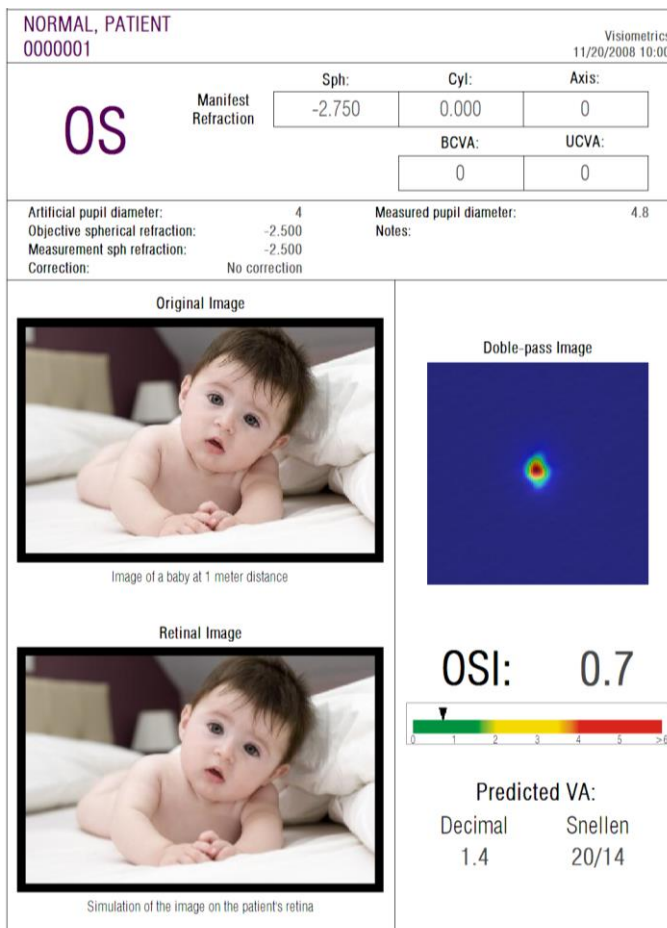 NORMAL, PATIENT
0000001
Visiometrics
11/20/2008 10:00
OS
Manifest
Refraction
Sph: Cyl: Axis:
-2.750 0.000 0
BCVA: UCVA:
0 0
Artificial pupil diameter: 4 Measured pupil diameter: 4.8
Objective spherical refraction: -2.500 Notes:
Measurement sph refraction: -2.500
Correction: No correction
Original Image
Image of a baby at 1 meter distance
Retinal Image
Simulation of the image on the patient's retina
Doble-pass Image
OSI: 0.7
0 1 2 3 4 5 >6
Predicted VA:
Decimal Snellen
1.4 20/14